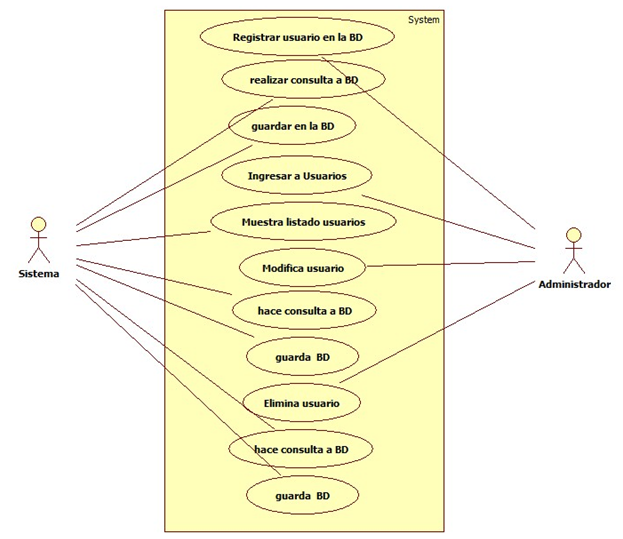 System
Registrar usuario en la BD
realizar consulta a BD
guardar en la BD
Ingresar a Usuarios
Muestra listado usuarios
Modifica usuario
Sistema
Administrador
hace consulta a BD
guarda BD
Elimina usuario
hace consulta a BD
guarda BD